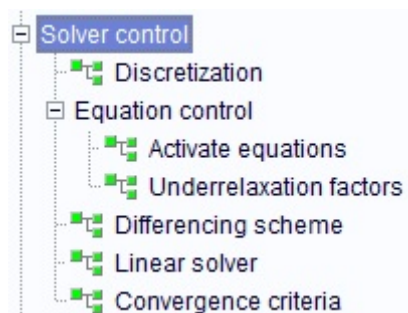 Solver control
Discretization
Equation control
Activate equations
Underrelaxation factors
Differencing scheme
Linear solver
Convergence criteria